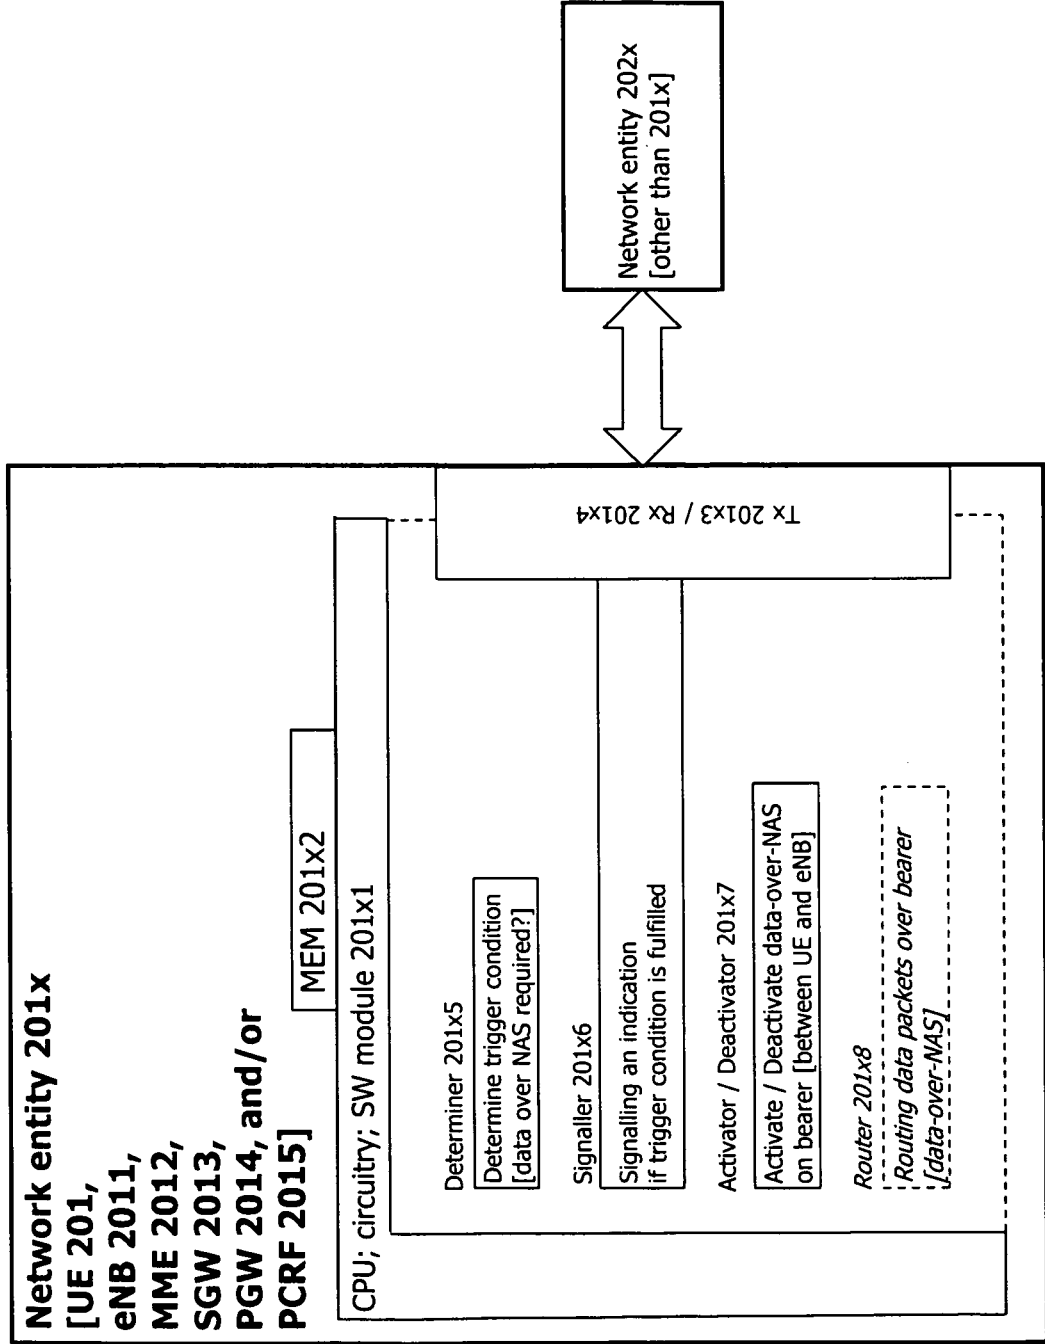 Network entity 201x
[UE 201,
eNB 2011,
MME 2012,
SGW 2013,
PGW 2014, and/or
PCRF 2015]
MEM 201x2
CPU; circuitry; SW module 201x1
Determiner 201x5
Determine trigger condition
[data over NAS required?]
Signaller 201x6
Signalling an indication
if trigger condition is fulfilled
Activator / Deactivator 201x7
Activate / Deactivate data-over-NAS
on bearer [between UE and eNB]
Router 201x8
Routing data packets over bearer
[data-over-NAS]
Tx 201x3 / Rx 201x4
Network entity 202x
[other than 201x]